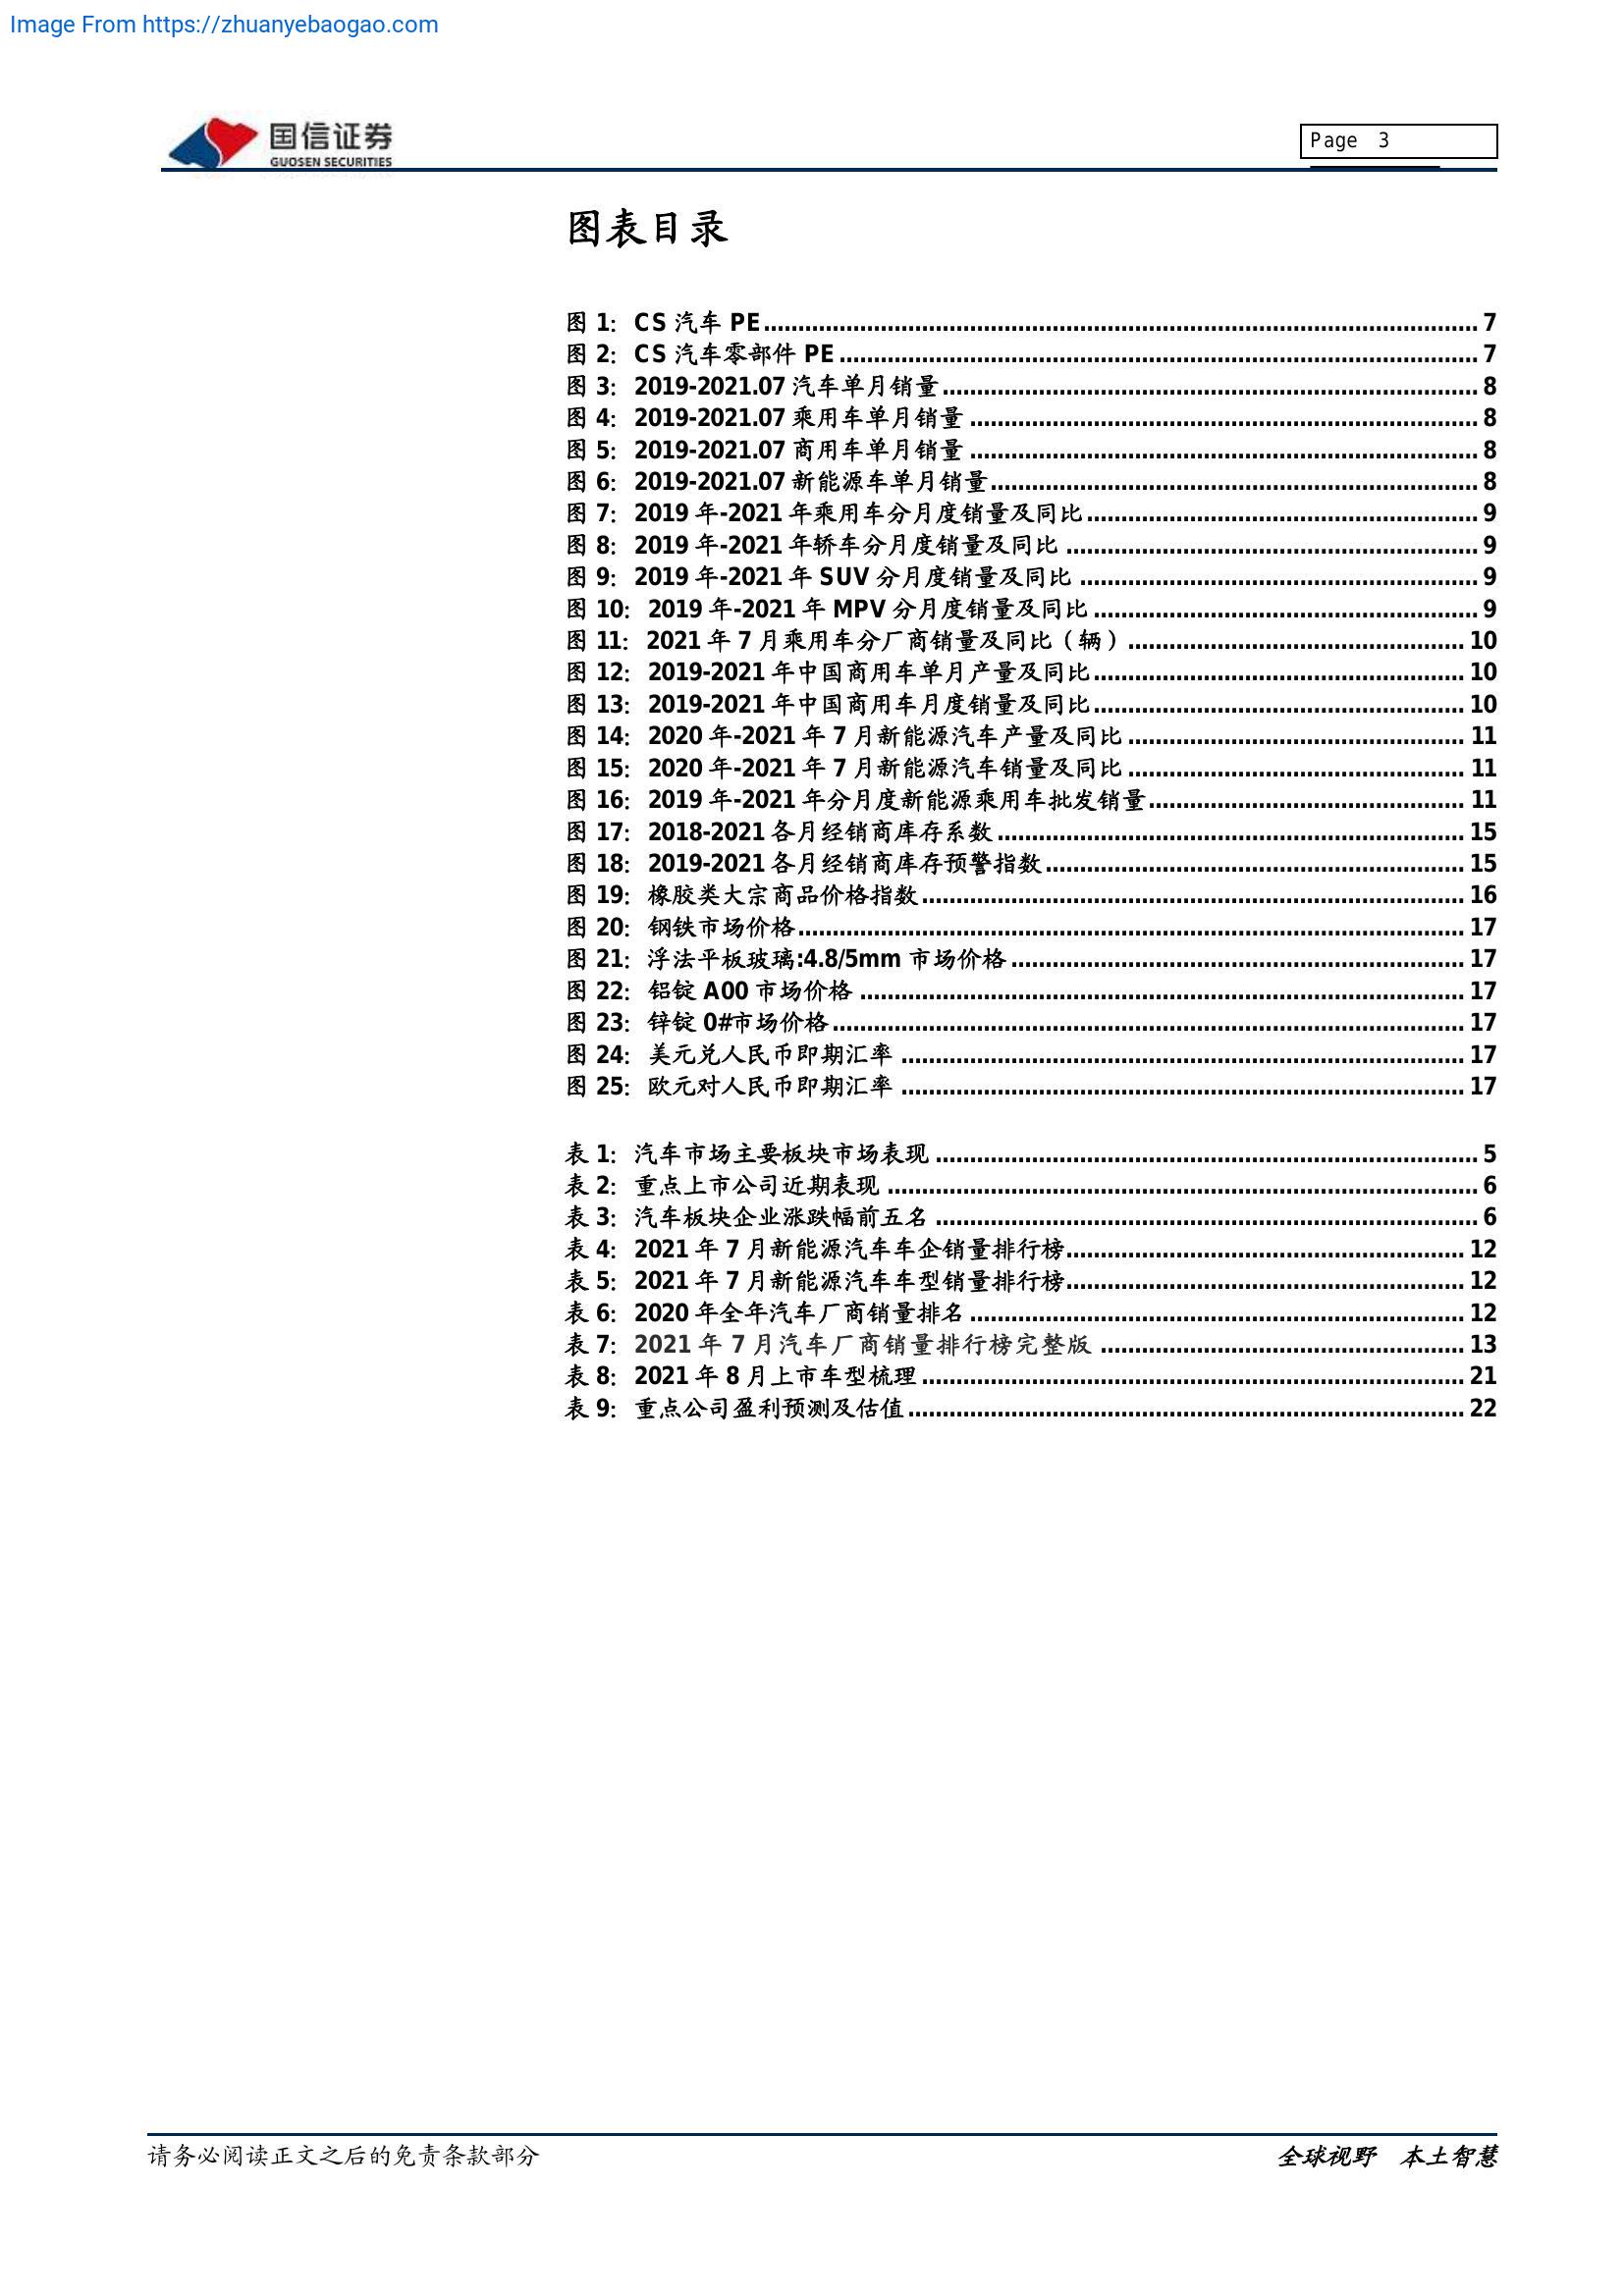 Image From https://zhuanyebaogao.com
国信证券
GUOSEN SECURITIES
Page 3
图表目录
图 1: CS 汽车 PE........................................................................................................ 7
图 2: CS 汽车零部件 PE............................................................................................. 7
图 3: 2019-2021.07 汽车单月销量.............................................................................. 8
图 4: 2019-2021.07 乘用车单月销量 .......................................................................... 8
图 5: 2019-2021.07 商用车单月销量 .......................................................................... 8
图 6: 2019-2021.07 新能源车单月销量....................................................................... 8
图 7: 2019 年-2021 年乘用车分月度销量及同比......................................................... 9
图 8: 2019 年-2021 年轿车分月度销量及同比 ............................................................ 9
图 9: 2019 年-2021 年 SUV 分月度销量及同比 .......................................................... 9
图 10: 2019 年-2021 年 MPV 分月度销量及同比 ........................................................ 9
图 11: 2021 年 7 月乘用车分厂商销量及同比（辆）................................................. 10
图 12: 2019-2021 年中国商用车单月产量及同比...................................................... 10
图 13: 2019-2021 年中国商用车月度销量及同比...................................................... 10
图 14: 2020 年-2021 年 7 月新能源汽车产量及同比 ................................................. 11
图 15: 2020 年-2021 年 7 月新能源汽车销量及同比 ................................................. 11
图 16: 2019 年-2021 年分月度新能源乘用车批发销量.............................................. 11
图 17: 2018-2021 各月经销商库存系数.................................................................... 15
图 18: 2019-2021 各月经销商库存预警指数............................................................. 15
图 19: 橡胶类大宗商品价格指数............................................................................... 16
图 20: 钢铁市场价格................................................................................................. 17
图 21: 浮法平板玻璃:4.8/5mm 市场价格.................................................................. 17
图 22: 铝锭 A00 市场价格 ........................................................................................ 17
图 23: 锌锭 0#市场价格............................................................................................ 17
图 24: 美元兑人民币即期汇率 .................................................................................. 17
图 25: 欧元对人民币即期汇率 .................................................................................. 17
表 1: 汽车市场主要板块市场表现 ............................................................................... 5
表 2: 重点上市公司近期表现 ...................................................................................... 6
表 3: 汽车板块企业涨跌幅前五名 ............................................................................... 6
表 4: 2021 年 7 月新能源汽车车企销量排行榜.......................................................... 12
表 5: 2021 年 7 月新能源汽车车型销量排行榜.......................................................... 12
表 6: 2020 年全年汽车厂商销量排名 ........................................................................ 12
表 7: 2021 年 7 月汽车厂商销量排行榜完整版 ..................................................... 13
表 8: 2021 年 8 月上市车型梳理............................................................................... 21
表 9: 重点公司盈利预测及估值................................................................................. 22
请务必阅读正文之后的免责条款部分
全球视野 本土智慧